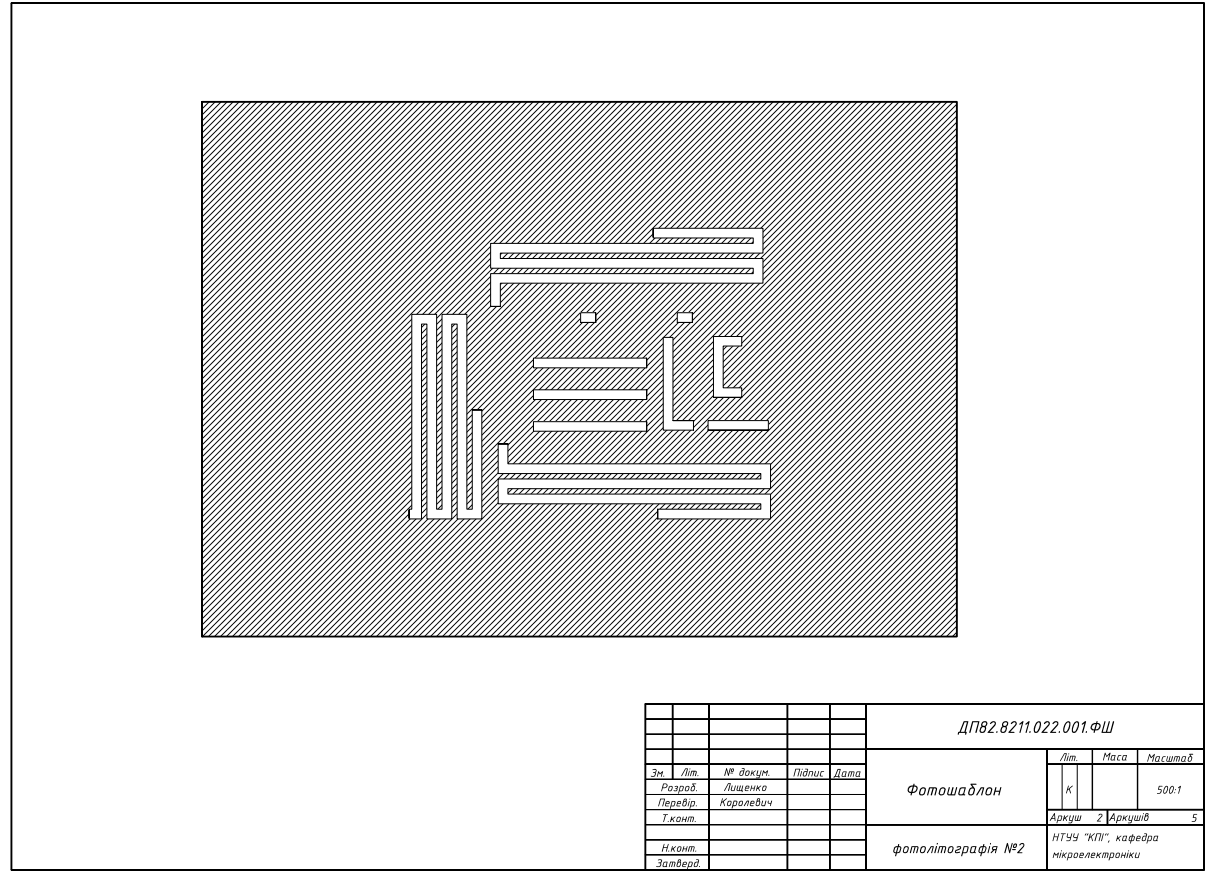 ДП82.8211.022.001.ФШ
Літ. Маса Масштаб
Зм. Літ. № докум. Підпис Дата
Розроб. Лищенко
Фотошаблон
К 500:1
Перевір. Королевич
Т.конт.
Аркуш 2 Аркушів 5
фотолітографія №2
НТУУ "КПІ", кафедра
мікроелектроніки
Н.конт.
Затверд.